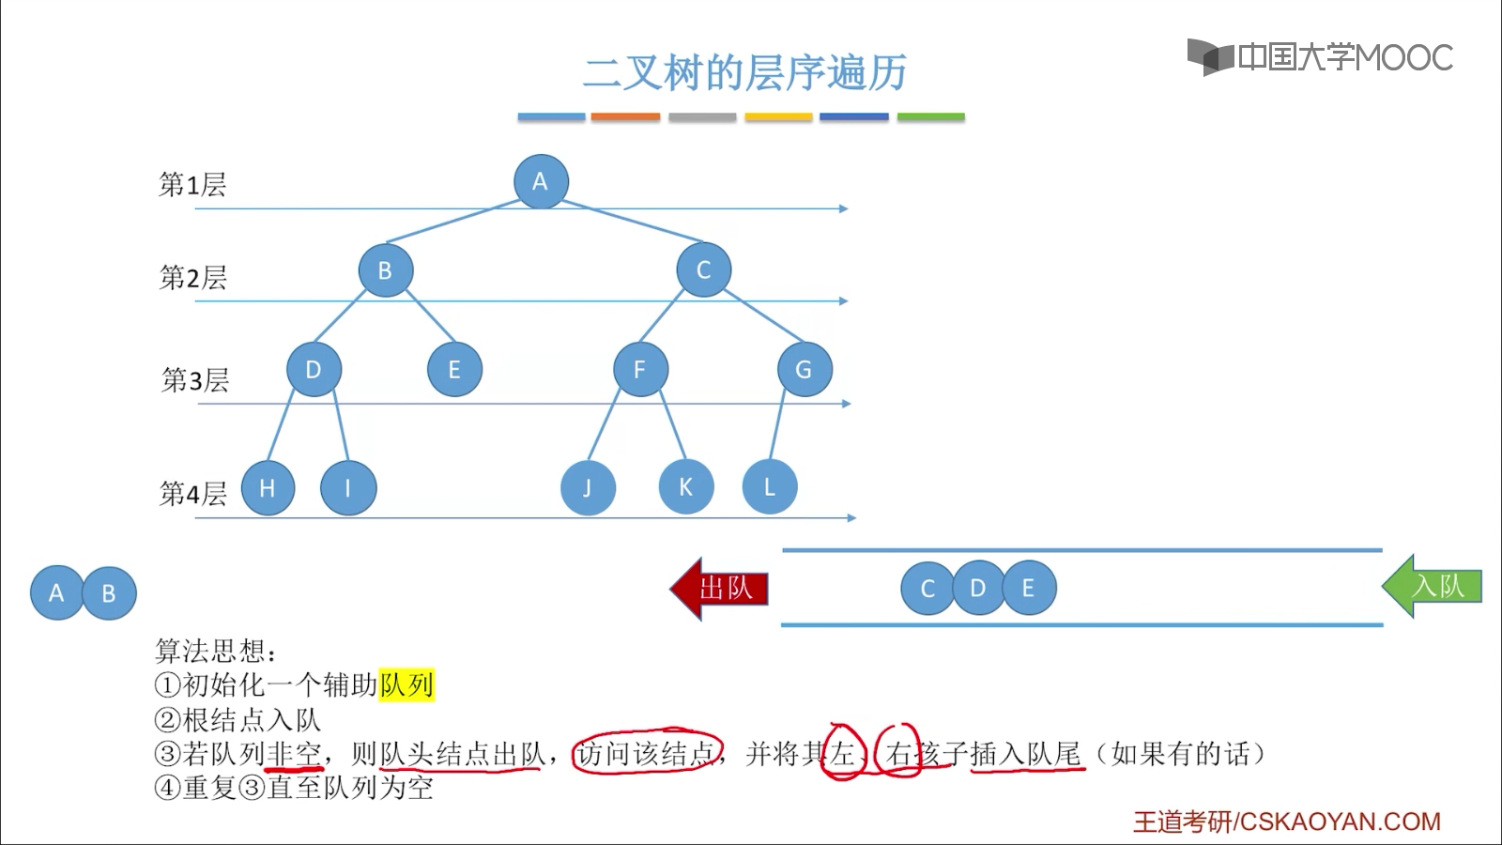 中国大学MOOC
二叉树的层序遍历
第1层 A
第2层 B C
第3层 D E F G
第4层 H I J K L
A B 出队 C D E 入队
算法思想：
①初始化一个辅助队列
②根结点入队
③若队列非空，则队头结点出队，访问该结点，并将其左、右孩子插入队尾（如果有的话）
④重复③直至队列为空
王道考研/CSKAOYAN.COM